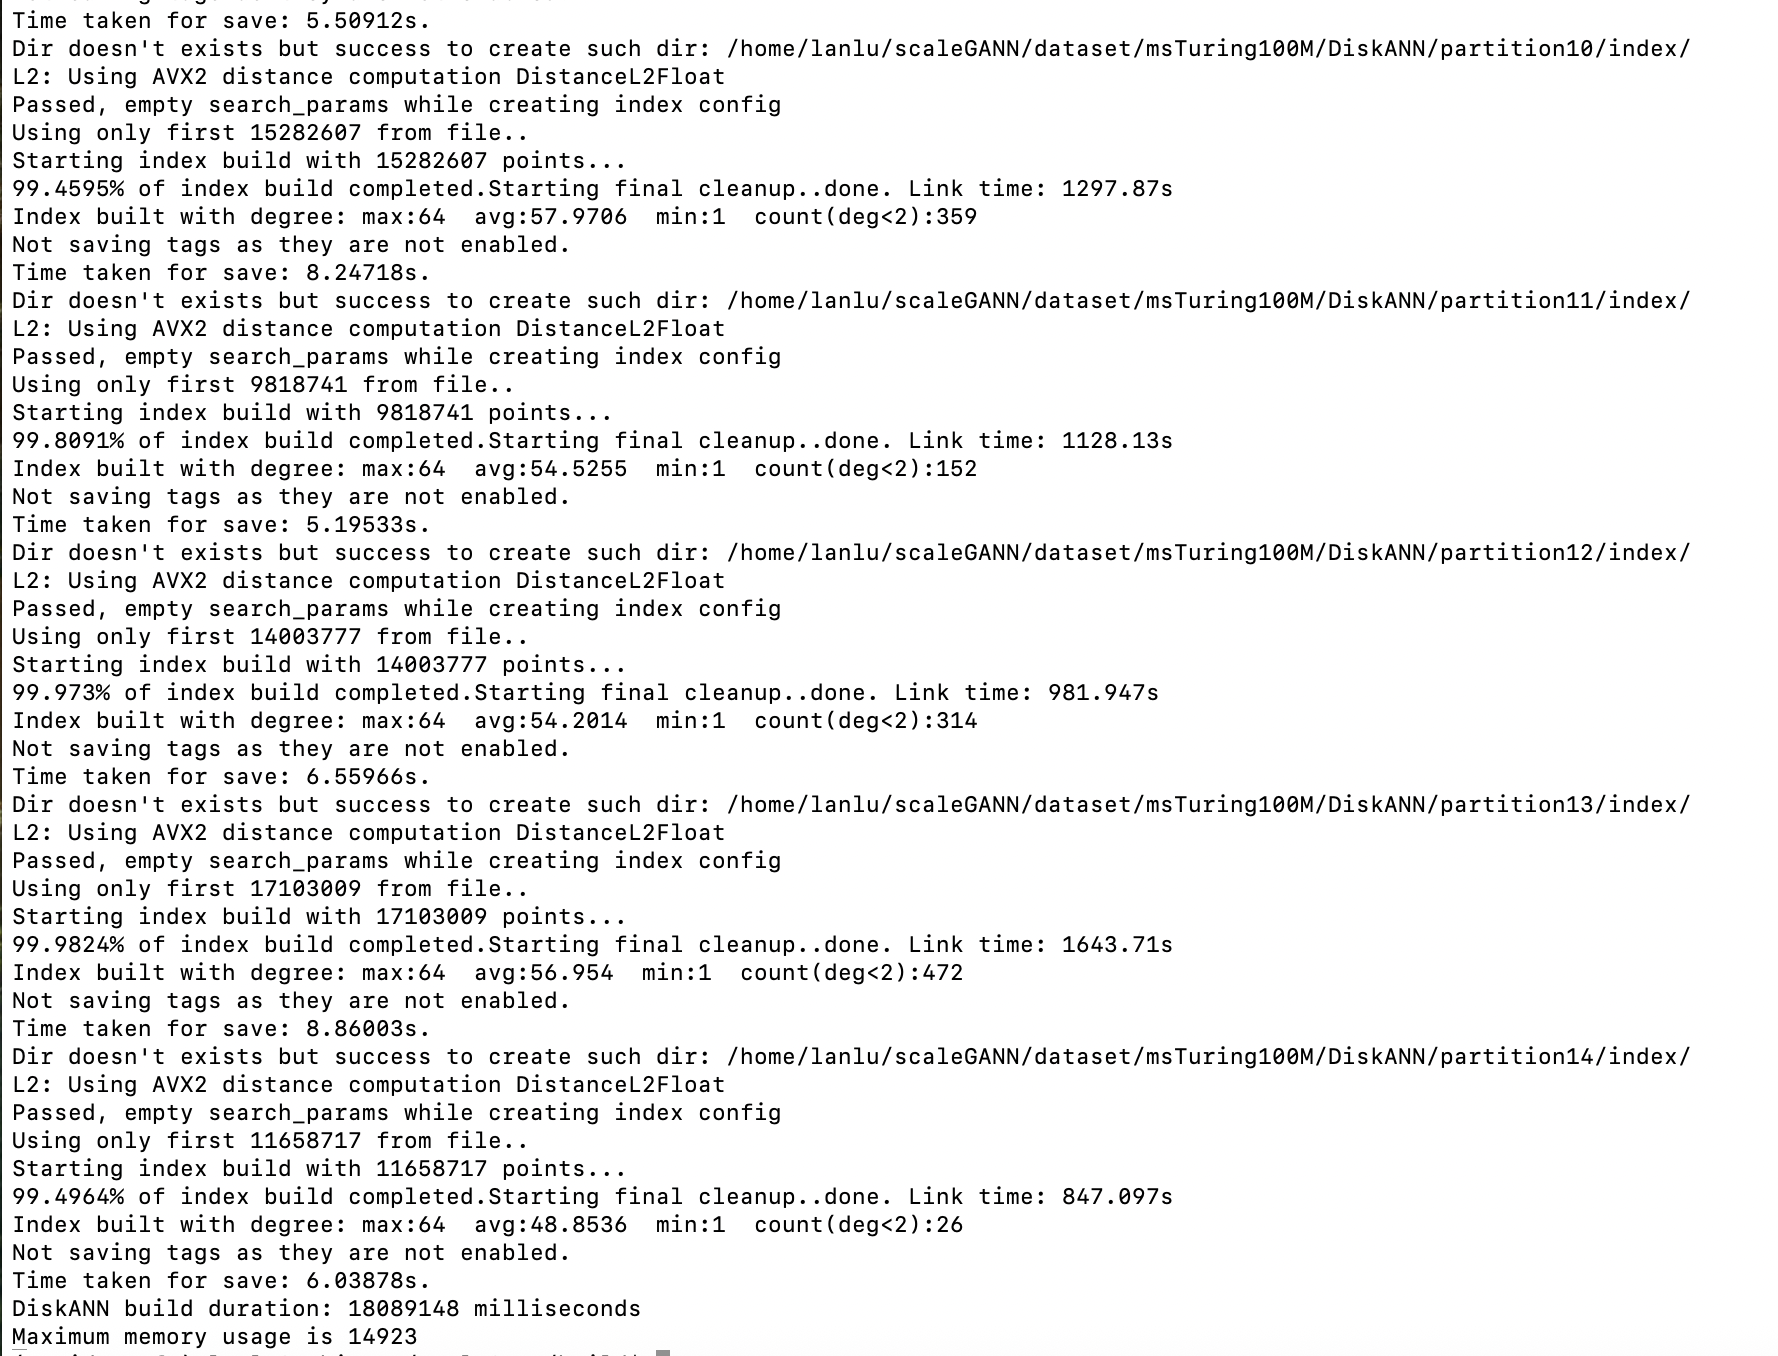 Time taken for save: 5.50912s.
Dir doesn't exists but success to create such dir: /home/lanlu/scaleGANN/dataset/msTuring100M/DiskANN/partition10/index/
L2: Using AVX2 distance computation DistanceL2Float
Passed, empty search_params while creating index config
Using only first 15282607 from file..
Starting index build with 15282607 points...
99.4595% of index build completed.Starting final cleanup..done. Link time: 1297.87s
Index built with degree: max:64  avg:57.9706  min:1  count(deg<2):359
Not saving tags as they are not enabled.
Time taken for save: 8.24718s.
Dir doesn't exists but success to create such dir: /home/lanlu/scaleGANN/dataset/msTuring100M/DiskANN/partition11/index/
L2: Using AVX2 distance computation DistanceL2Float
Passed, empty search_params while creating index config
Using only first 9818741 from file..
Starting index build with 9818741 points...
99.8091% of index build completed.Starting final cleanup..done. Link time: 1128.13s
Index built with degree: max:64  avg:54.5255  min:1  count(deg<2):152
Not saving tags as they are not enabled.
Time taken for save: 5.19533s.
Dir doesn't exists but success to create such dir: /home/lanlu/scaleGANN/dataset/msTuring100M/DiskANN/partition12/index/
L2: Using AVX2 distance computation DistanceL2Float
Passed, empty search_params while creating index config
Using only first 14003777 from file..
Starting index build with 14003777 points...
99.973% of index build completed.Starting final cleanup..done. Link time: 981.947s
Index built with degree: max:64  avg:54.2014  min:1  count(deg<2):314
Not saving tags as they are not enabled.
Time taken for save: 6.55966s.
Dir doesn't exists but success to create such dir: /home/lanlu/scaleGANN/dataset/msTuring100M/DiskANN/partition13/index/
L2: Using AVX2 distance computation DistanceL2Float
Passed, empty search_params while creating index config
Using only first 17103009 from file..
Starting index build with 17103009 points...
99.9824% of index build completed.Starting final cleanup..done. Link time: 1643.71s
Index built with degree: max:64  avg:56.954  min:1  count(deg<2):472
Not saving tags as they are not enabled.
Time taken for save: 8.86003s.
Dir doesn't exists but success to create such dir: /home/lanlu/scaleGANN/dataset/msTuring100M/DiskANN/partition14/index/
L2: Using AVX2 distance computation DistanceL2Float
Passed, empty search_params while creating index config
Using only first 11658717 from file..
Starting index build with 11658717 points...
99.4964% of index build completed.Starting final cleanup..done. Link time: 847.097s
Index built with degree: max:64  avg:48.8536  min:1  count(deg<2):26
Not saving tags as they are not enabled.
Time taken for save: 6.03878s.
DiskANN build duration: 18089148 milliseconds
Maximum memory usage is 14923